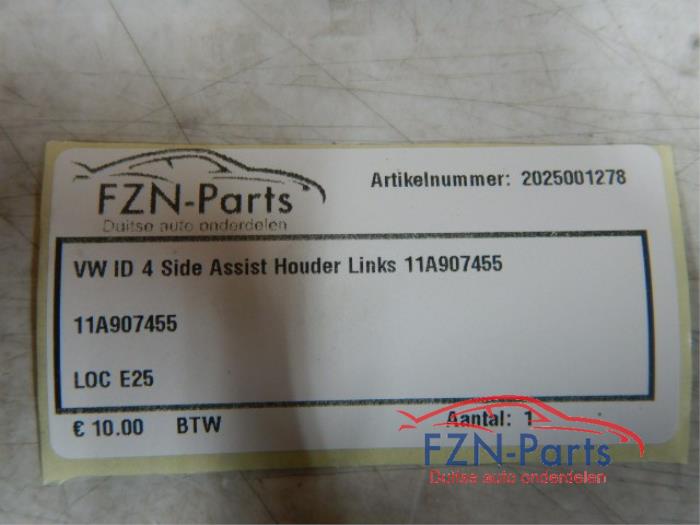 FZN-Parts
Duitse auto onderdelen
Artikelnummer: 2025001278
VW ID 4 Side Assist Houder Links 11A907455
11A907455
LOC E25
€ 10.00 BTW Aantal: 1
FZN-Parts
Duitse auto onderdelen